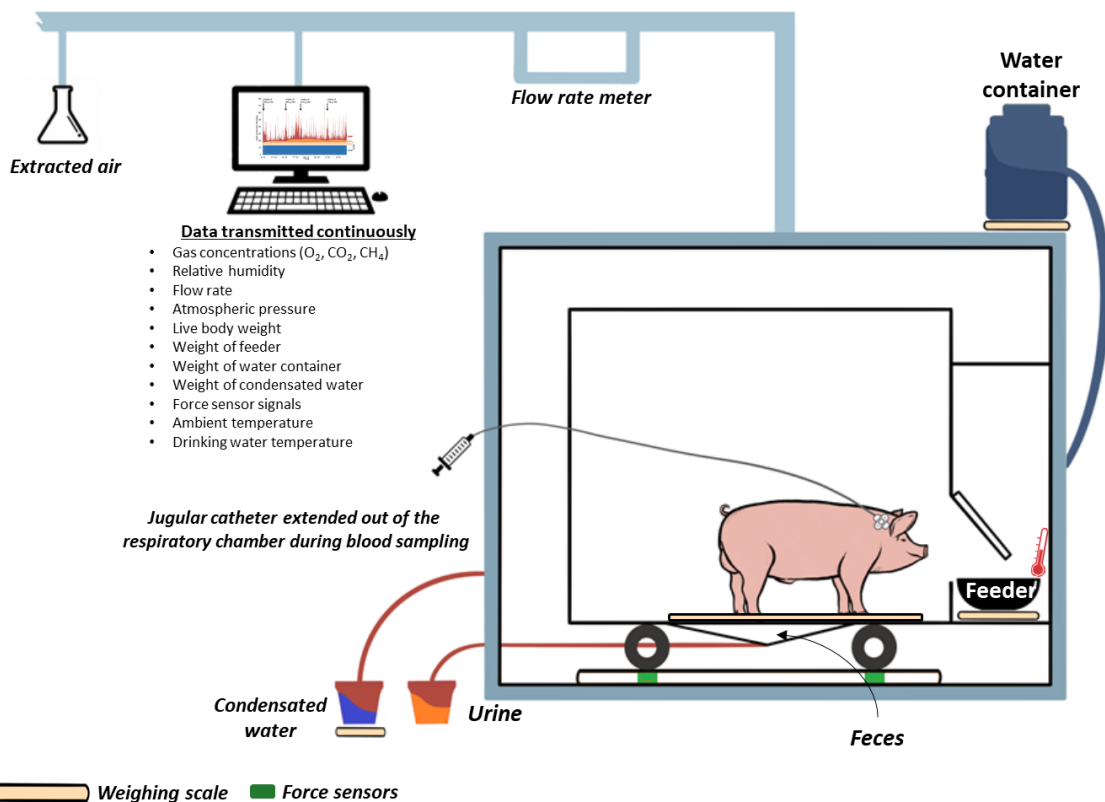 Water
container
Flow rate meter
Extracted air
Data transmitted continuously
• Gas concentrations (O₂, CO₂, CH₄)
• Relative humidity
• Flow rate
• Atmospheric pressure
• Live body weight
• Weight of feeder
• Weight of water container
• Weight of condensated water
• Force sensor signals
• Ambient temperature
• Drinking water temperature
Jugular catheter extended out of the
respiratory chamber during blood sampling
Feeder
Condensated
water
Urine
Feces
Weighing scale
Force sensors